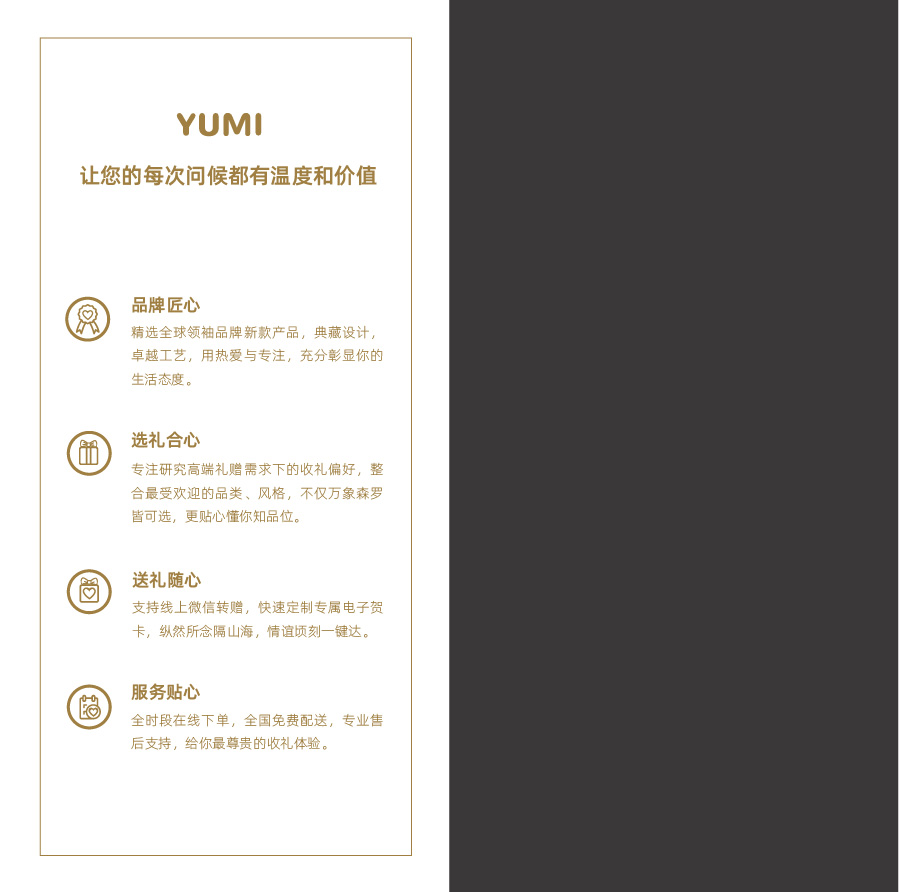 YUMI
让您的每次问候都有温度和价值
品牌匠心
精选全球领袖品牌新款产品，典藏设计，
卓越工艺，用热爱与专注，充分彰显你的
生活态度。
选礼合心
专注研究高端礼赠需求下的收礼偏好，整
合最受欢迎的品类、风格，不仅万象森罗
皆可选，更贴心懂你知品位。
送礼随心
支持线上微信转赠，快速定制专属电子贺
卡，纵然所念隔山海，情谊顷刻一键达。
服务贴心
全时段在线下单，全国免费配送，专业售
后支持，给你最尊贵的收礼体验。